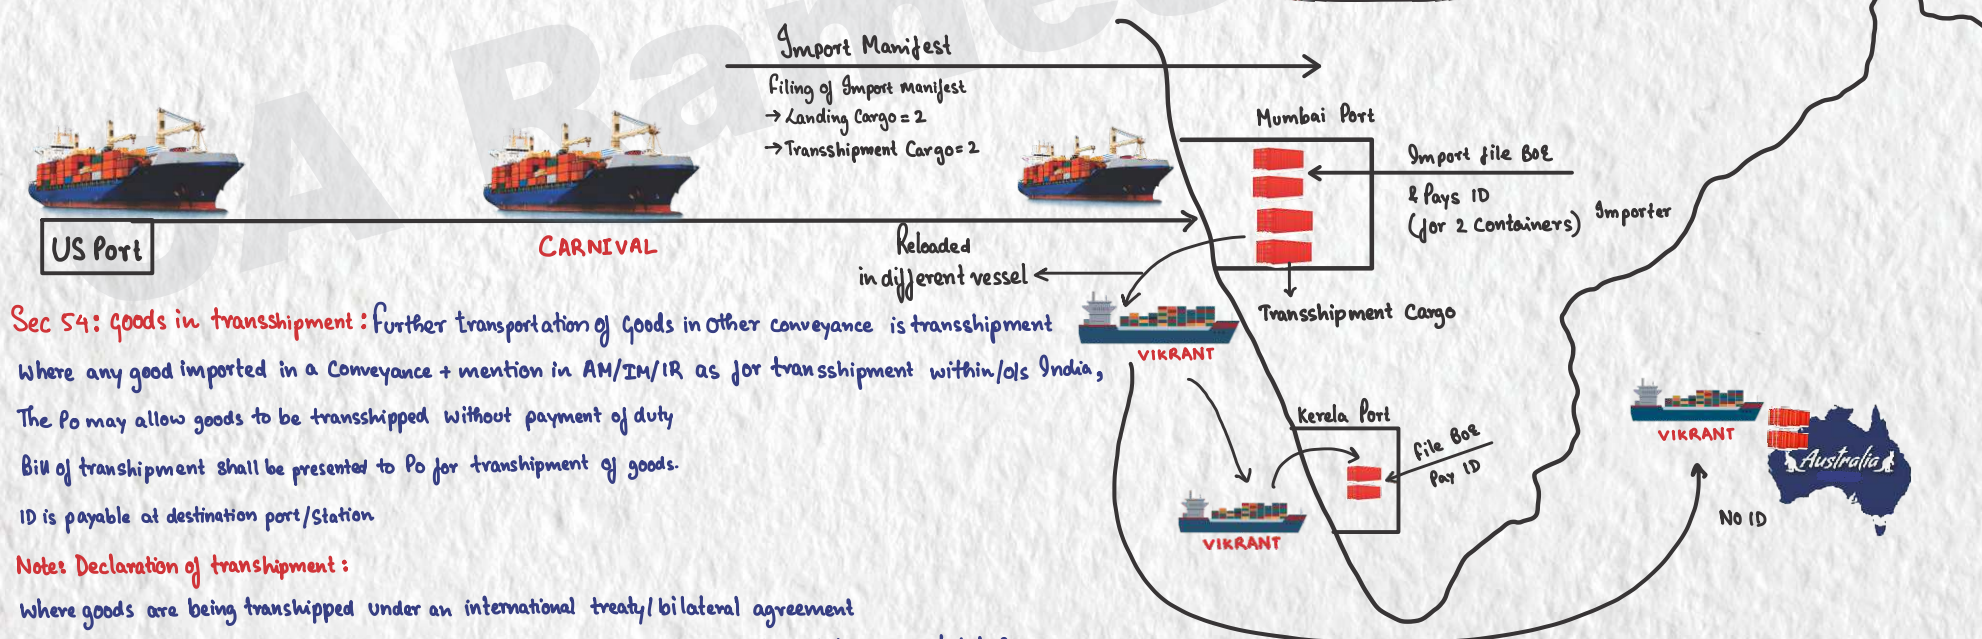 Import Manifest
Filing of Import Manifest
→ Landing Cargo = 2
→ Transshipment Cargo = 2
Mumbai Port
Import file BOE
& Pays ID
(for 2 Containers) Importer
US Port
CARNIVAL
Reloaded
in different vessel
Transshipment Cargo
VIKRANT
Sec 54: Goods in transshipment: Further transportation of Goods in other conveyance is transshipment
Where any good imported in a Conveyance + mention in AM/IM/IR as for transshipment within/o/s India,
The Po may allow goods to be transshipped without payment of duty
Bill of transhipment shall be presented to Po for transhipment of goods.
ID is payable at destination port/Station
Note: Declaration of transhipment:
Where goods are being transhipped under an international treaty/bilateral agreement
Kerela Port
File BOE
Pay ID
VIKRANT
VIKRANT
Australia
NO ID